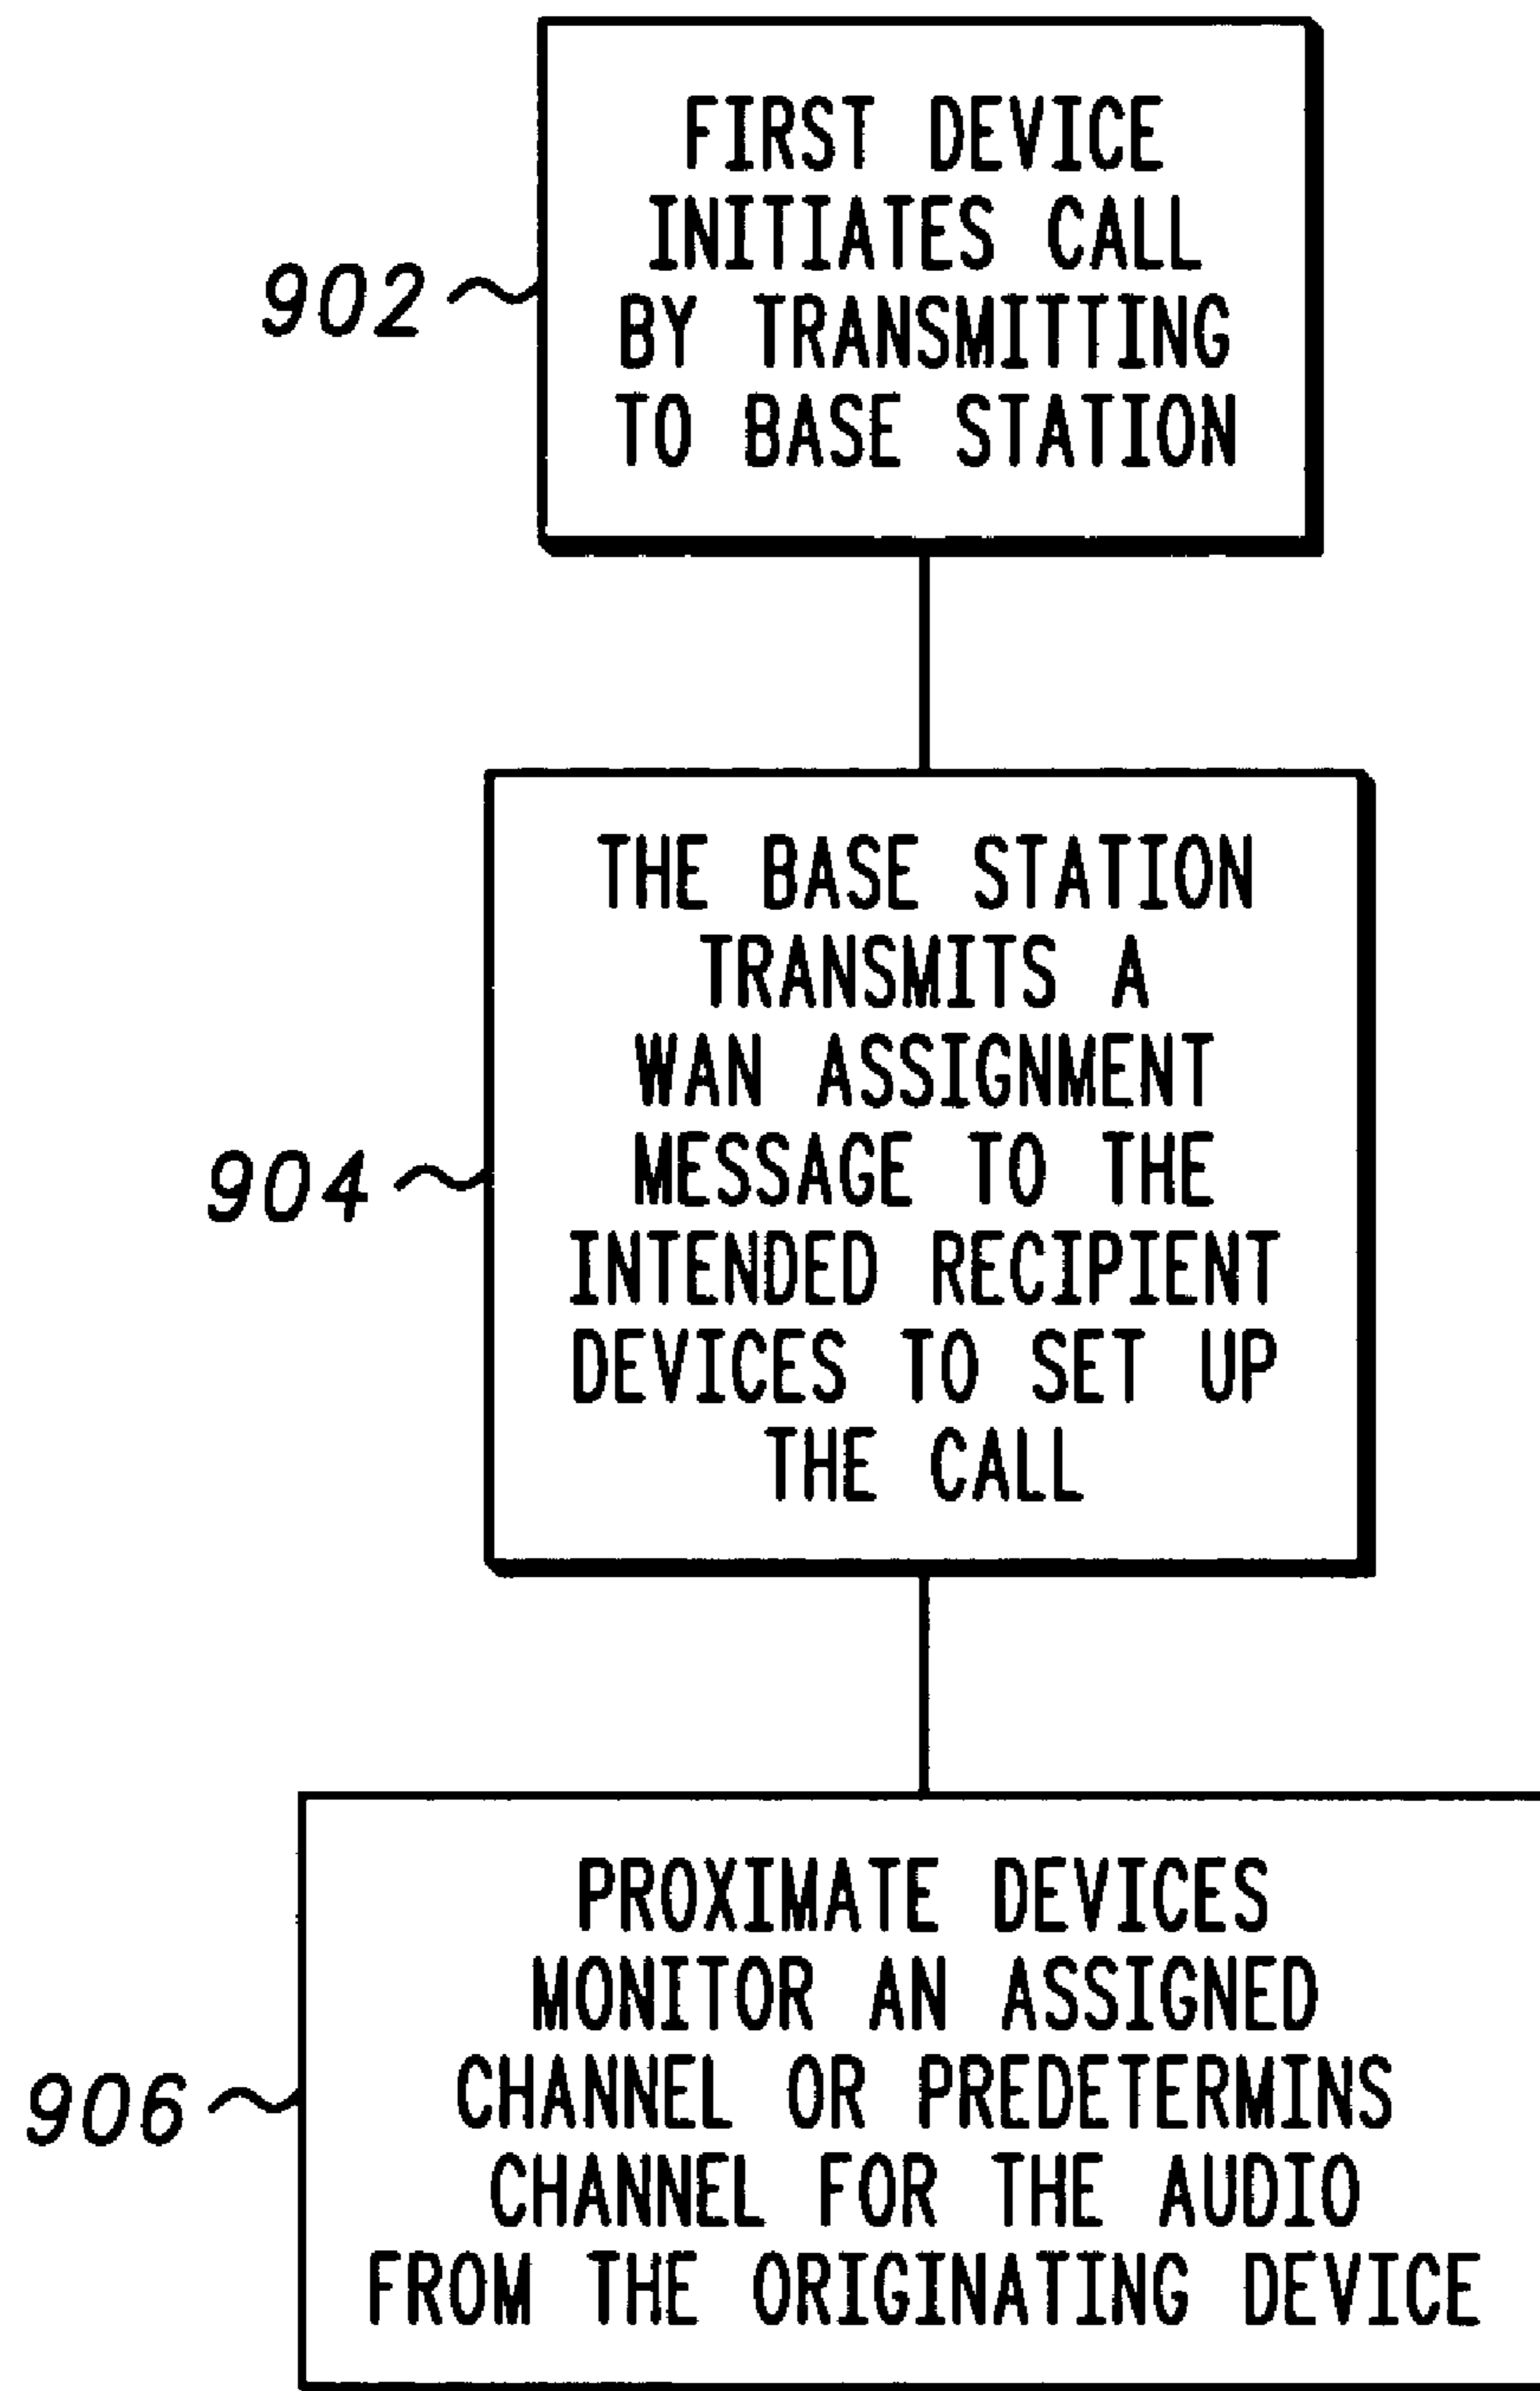 FIRST DEVICE
INITIATES CALL
BY TRANSMITTING
TO BASE STATION
902
THE BASE STATION
TRANSMITS A
WAN ASSIGNMENT
MESSAGE TO THE
INTENDED RECIPIENT
DEVICES TO SET UP
THE CALL
904
PROXIMATE DEVICES
MONITOR AN ASSIGNED
CHANNEL OR PREDETERMINS
CHANNEL FOR THE AUDIO
FROM THE ORIGINATING DEVICE
906